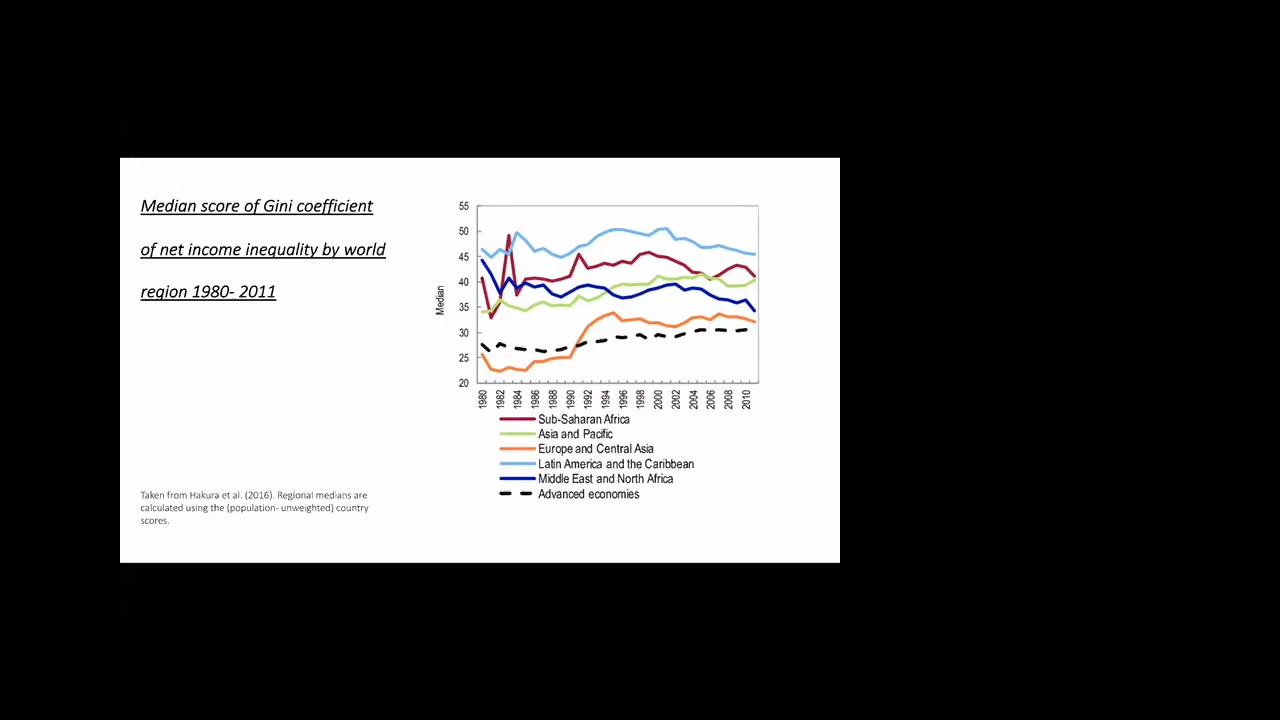 Median score of Gini coefficient
of net income inequality by world
region 1980- 2011
Taken from Hakura et al. (2016). Regional medians are
calculated using the (population- unweighted) country
scores.
Median
55
50
45
40
35
30
25
20
1980
1982
1984
1986
1988
1990
1992
1994
1996
1998
2000
2002
2004
2006
2008
2010
Sub-Saharan Africa
Asia and Pacific
Europe and Central Asia
Latin America and the Caribbean
Middle East and North Africa
Advanced economies